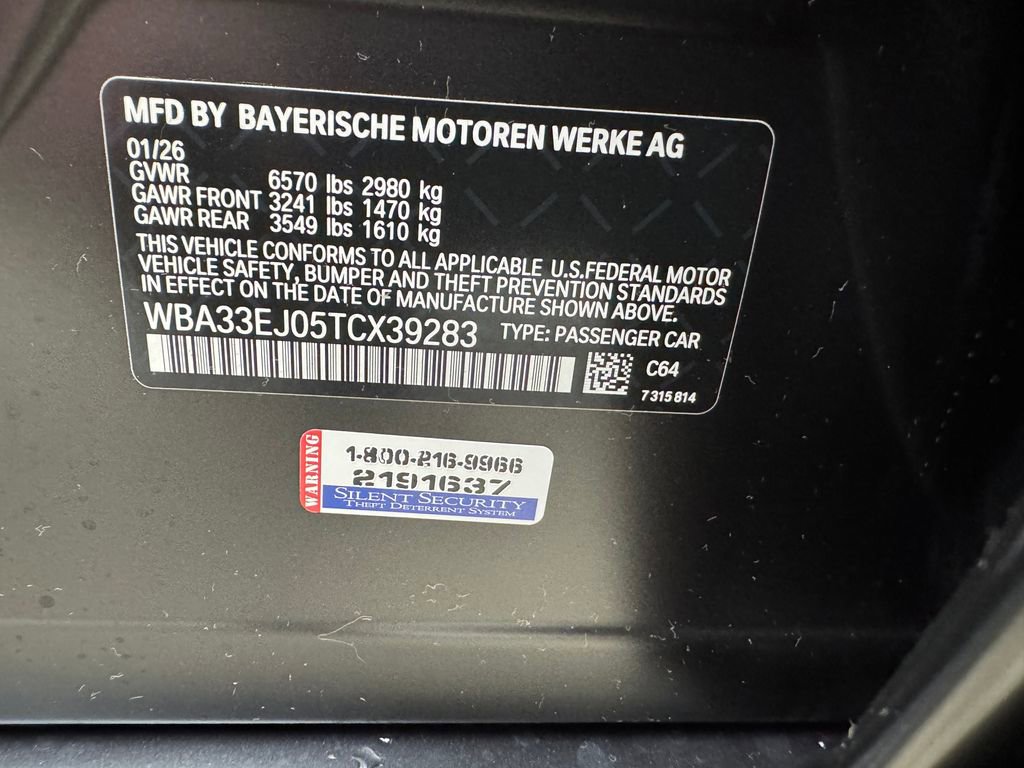 MFD BY BAYERISCHE MOTOREN WERKE AG
01/26
GVWR 6570 lbs 2980 kg
GAWR FRONT 3241 lbs 1470 kg
GAWR REAR 3549 lbs 1610 kg
THIS VEHICLE CONFORMS TO ALL APPLICABLE U.S.FEDERAL MOTOR
VEHICLE SAFETY, BUMPER AND THEFT PREVENTION STANDARDS
IN EFFECT ON THE DATE OF MANUFACTURE SHOWN ABOVE.
WBA33EJ05TCX39283 TYPE: PASSENGER CAR
C64
7315814
WARNING
1-800-216-9966
2191637
SILENT SECURITY
THEFT DETERRENT SYSTEM